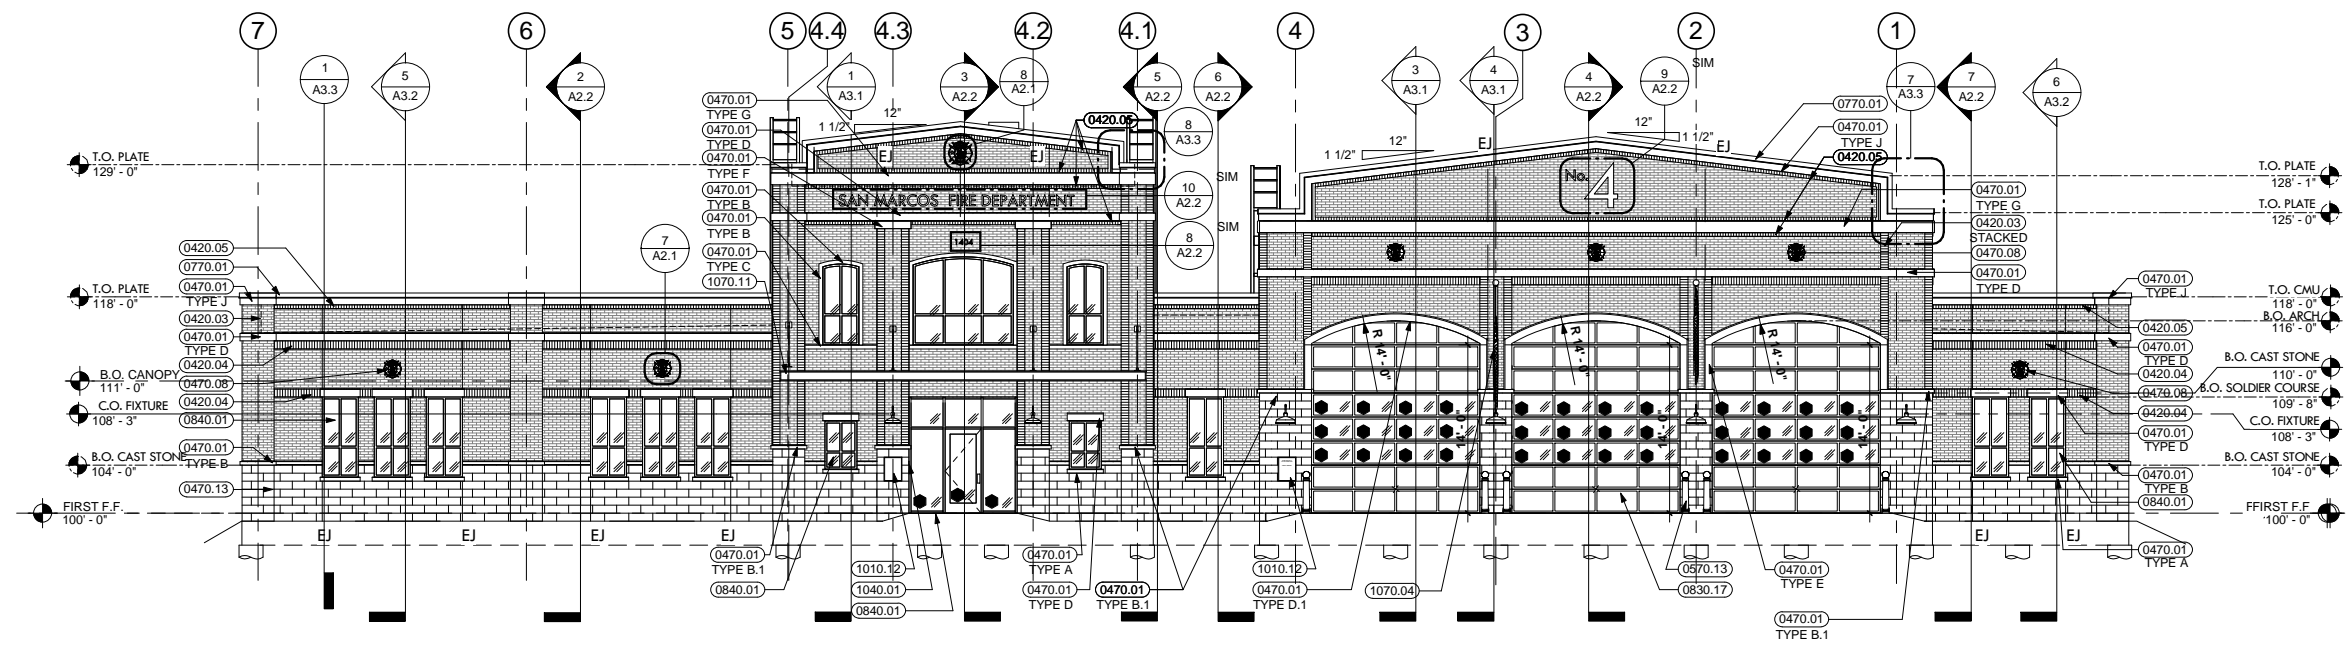 7
6
5
4.4
4.3
4.2
4.1
4
3
2
1
SIM
1
A3.3
5
A3.2
2
A2.2
1
A3.1
3
A2.2
8
A2.1
5
A2.2
6
A2.2
3
A3.1
4
A3.1
4
A2.2
9
A2.2
7
A3.3
7
A2.2
6
A3.2
0470.01
TYPE G
0470.01
TYPE D
0470.01
TYPE F
0470.01
TYPE B
0470.01
TYPE B
0470.01
TYPE C
1070.11
12"
1 1/2"
EJ
EJ
0420.05
8
A3.3
SIM
10
A2.2
SIM
8
A2.2
SAN MARCOS FIRE DEPARTMENT
1404
12"
1 1/2"
EJ
12"
1 1/2"
EJ
No. 4
0770.01
0470.01
TYPE J
0420.05
T.O. PLATE
129' - 0"
T.O. PLATE
118' - 0"
B.O. CANOPY
111' - 0"
C.O. FIXTURE
108' - 3"
B.O. CAST STONE
104' - 0"
FIRST F.F.
100' - 0"
0420.05
0770.01
0470.01
TYPE J
0420.03
0470.01
TYPE D
0420.04
0470.08
0420.04
0840.01
0470.01
TYPE B
0470.13
7
A2.1
T.O. PLATE
128' - 1"
T.O. PLATE
125' - 0"
0470.01
TYPE G
0420.03
STACKED
0470.08
0470.01
TYPE D
0470.01
TYPE J
T.O. CMU
118' - 0"
B.O. ARCH
116' - 0"
0420.05
0470.01
TYPE D
0420.04
0470.08
0420.04
0470.01
TYPE D
0470.01
TYPE B
0840.01
B.O. CAST STONE
110' - 0"
B.O. SOLDIER COURSE
109' - 8"
C.O. FIXTURE
108' - 3"
B.O. CAST STONE
104' - 0"
FFIRST F.F
100' - 0"
R 14' - 0"
R 14' - 0"
R 14' - 0"
14' - 0"
14' - 0"
14' - 0"
EJ
EJ
EJ
EJ
EJ
EJ
0470.01
TYPE B.1
0840.01
1010.12
1040.01
0840.01
0470.01
TYPE A
0470.01
TYPE D
0470.01
TYPE B.1
1010.12
0470.01
TYPE D.1
1070.04
0570.13
0830.17
0470.01
TYPE E
0470.01
TYPE B.1
0470.01
TYPE A